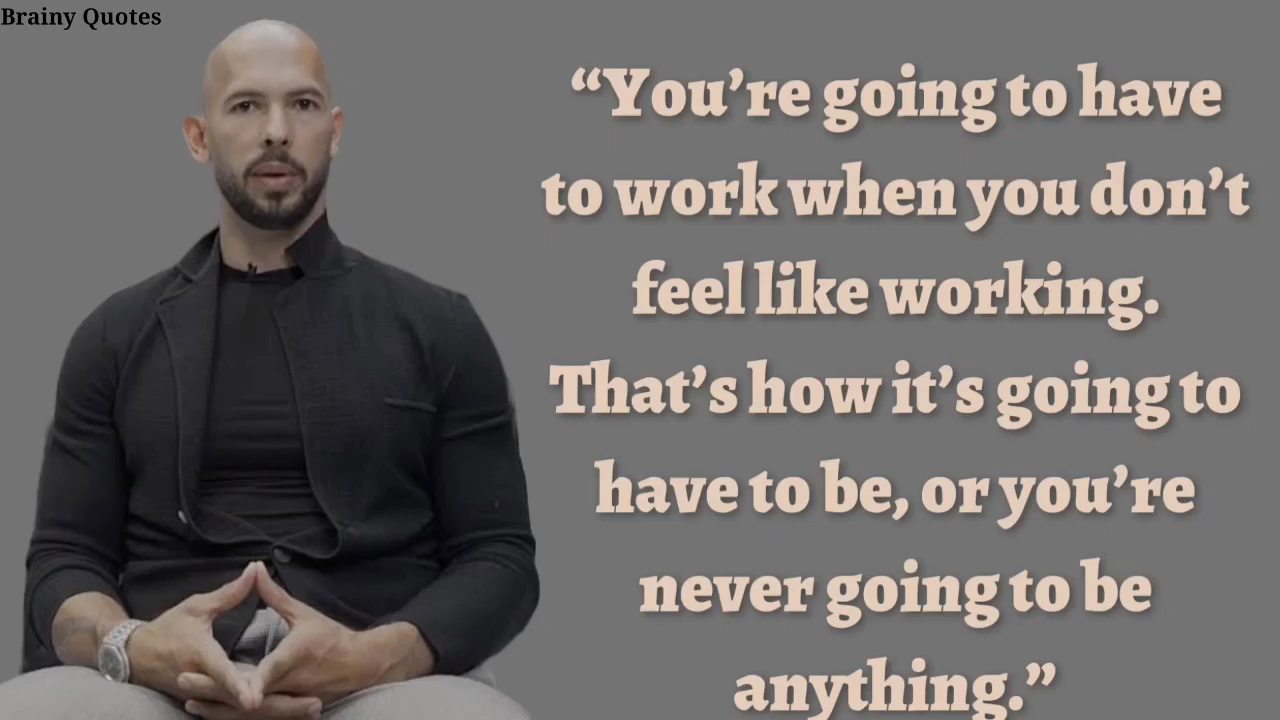 Brainy Quotes
“You’re going to have
to work when you don’t
feel like working.
That’s how it’s going to
have to be, or you’re
never going to be
anything.”